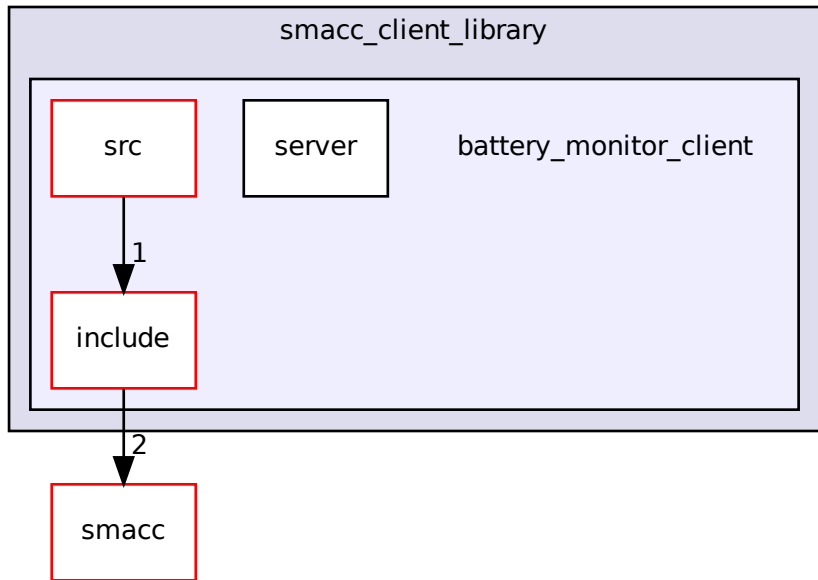 smacc_client_library
src
server
battery_monitor_client
1
include
2
smacc